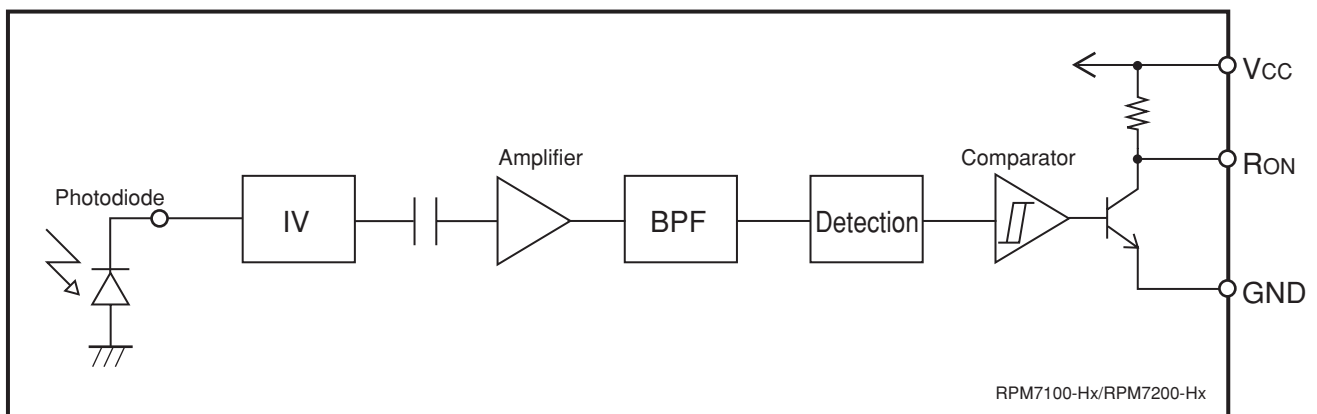 VCC
Amplifier
Comparator
RON
Photodiode
IV
BPF
Detection
GND
RPM7100-Hx/RPM7200-Hx